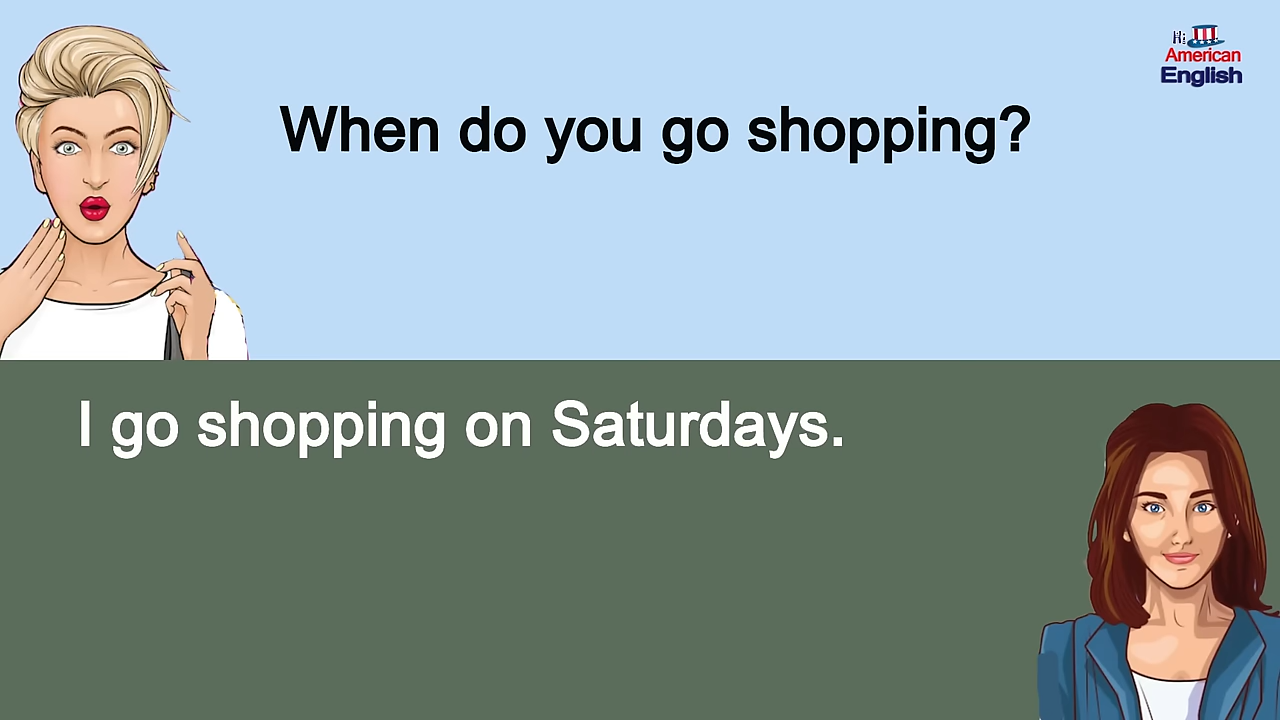 Hi
American
English
When do you go shopping?
I go shopping on Saturdays.